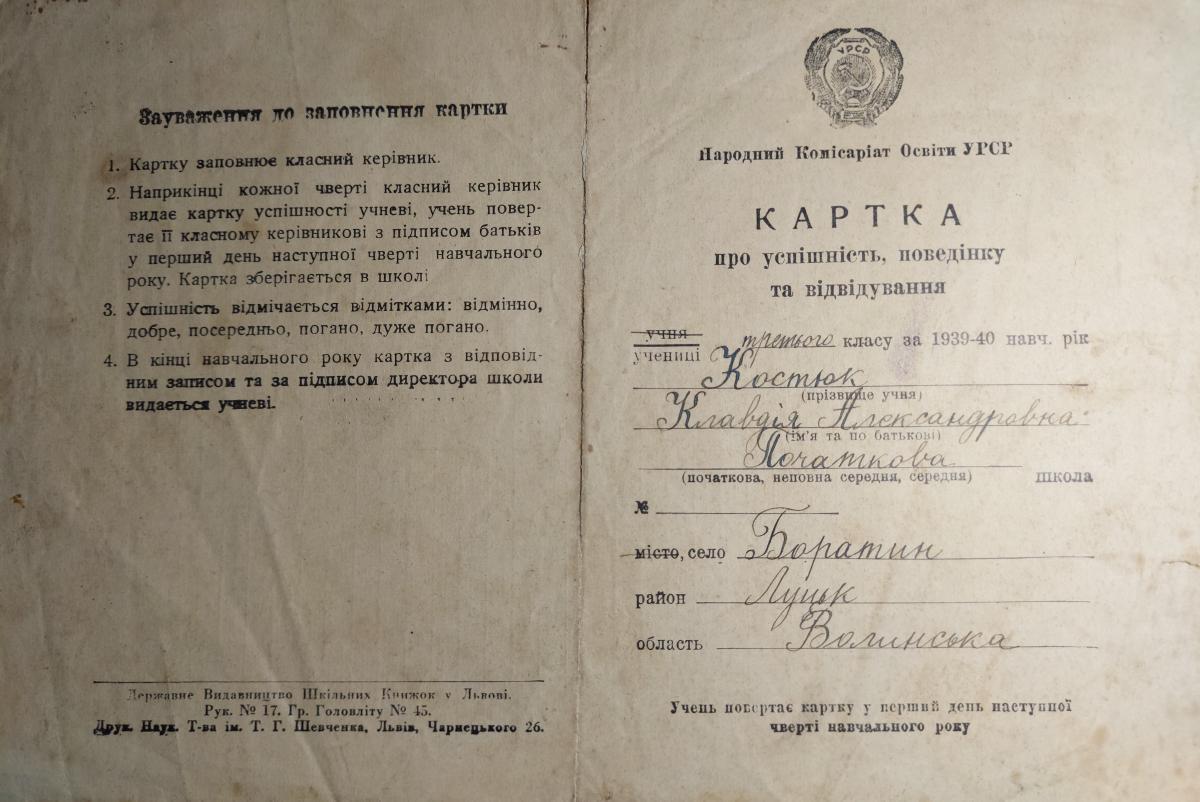 Зауваження до заповнення картки
1. Картку заповнює класний керівник.
2. Наприкінці кожної чверті класний керівник
видає картку успішності учневі, учень повер-
тає її класному керівникові з підписом батьків
у перший день наступної чверті навчального
року. Картка зберігається в школі
3. Успішність відмічається відмітками: відмінно,
добре, посередньо, погано, дуже погано.
4. В кінці навчального року картка з відповід-
ним записом та за підписом директора школи
видається учневі.
Державне Видавництво Шкільних Книжок у Львові.
Рук. № 17. Гр. Головліту № 45.
Друк. Наук. Т-ва ім. Т. Г. Шевченка, Львів, Чарнецького 26.
УРСР
Народний Комісаріат Освіти УРСР
КАРТКА
про успішність, поведінку
та відвідування
учня
учениці третього класу за 1939-40 навч. рік
Костюк
(прізвище учня)
Клавдія Александровна
(ім'я та по батькові)
Початкова
(початкова, неповна середня, середня) школа
№
місто, село Боратин
район Луцьк
область Волинська
Учень повертає картку у перший день наступної
чверті навчального року